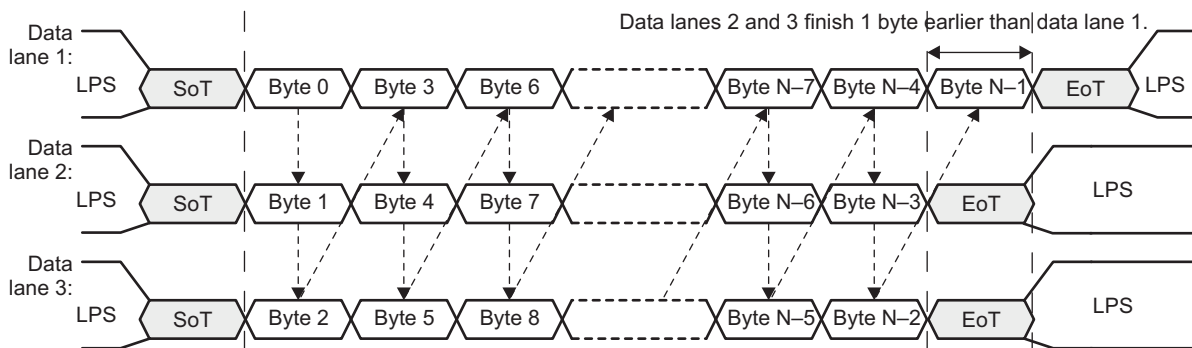 Data lanes 2 and 3 finish 1 byte earlier than data lane 1.
Data
lane 1:
LPS
SoT
Byte 0
Byte 3
Byte 6
Byte N–7
Byte N–4
Byte N–1
EoT
LPS
Data
lane 2:
LPS
SoT
Byte 1
Byte 4
Byte 7
Byte N–6
Byte N–3
EoT
LPS
Data
lane 3:
LPS
SoT
Byte 2
Byte 5
Byte 8
Byte N–5
Byte N–2
EoT
LPS